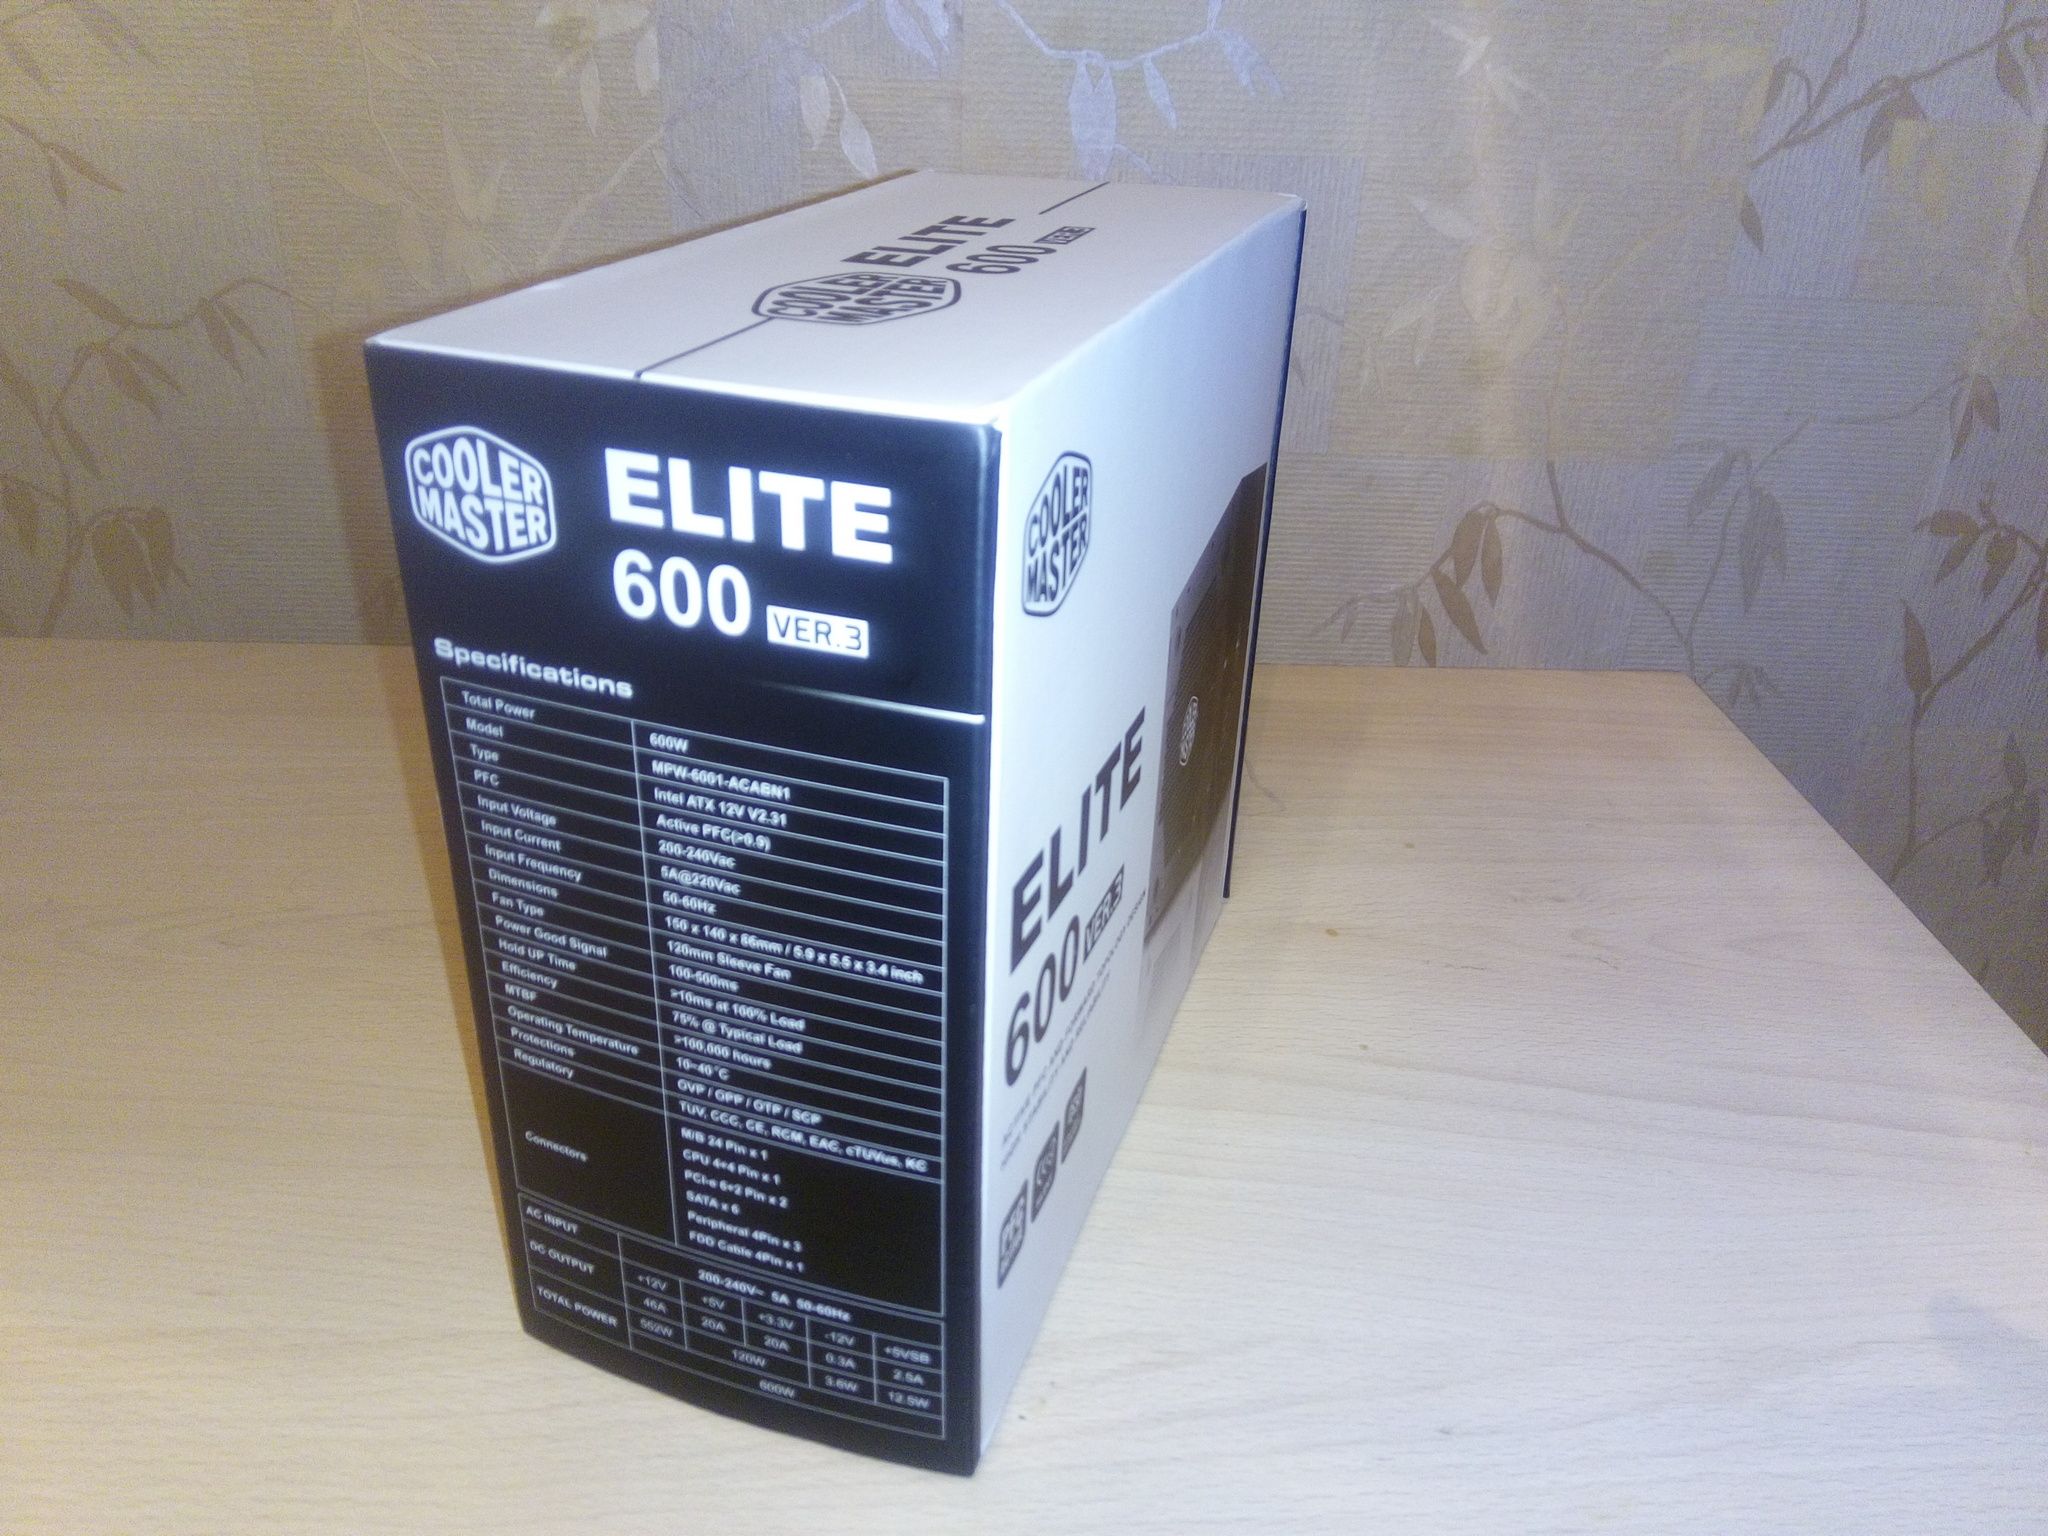 COOLER
MASTER
ELITE
600 VER.3
COOLER
MASTER
ELITE
600 VER.3
Specifications
Total Power 600W
Model MPW-6001-ACABN1
Type Intel ATX 12V V2.31
PFC Active PFC(>0.9)
Input Voltage 200-240Vac
Input Current 5A@220Vac
Input Frequency 50-60Hz
Dimensions 150 x 140 x 86mm / 5.9 x 5.5 x 3.4 inch
Fan Type 120mm Sleeve Fan
Power Good Signal 100-500ms
Hold UP Time >10ms at 100% Load
Efficiency 75% @ Typical Load
MTBF >100,000 hours
Operating Temperature 10~40°C
Protections OVP / OPP / OTP / SCP
Regulatory TUV, CCC, CE, RCM, EAC, cTUVus, KC
Connectors M/B 24 Pin x 1
CPU 4+4 Pin x 1
PCI-e 6+2 Pin x 2
SATA x 6
Peripheral 4Pin x 3
FDD Cable 4Pin x 1
AC INPUT 200-240V~ 5A 50-60Hz
DC OUTPUT +12V +5V +3.3V -12V +5VSB
46A 20A 20A 0.3A 2.5A
TOTAL POWER 552W 120W 3.6W 12.5W
600W
COOLER
MASTER
ELITE
600 VER.3
ACTIVE PFC AND FORWARD TOPOLOGY DESIGN
AND RELIABILITY